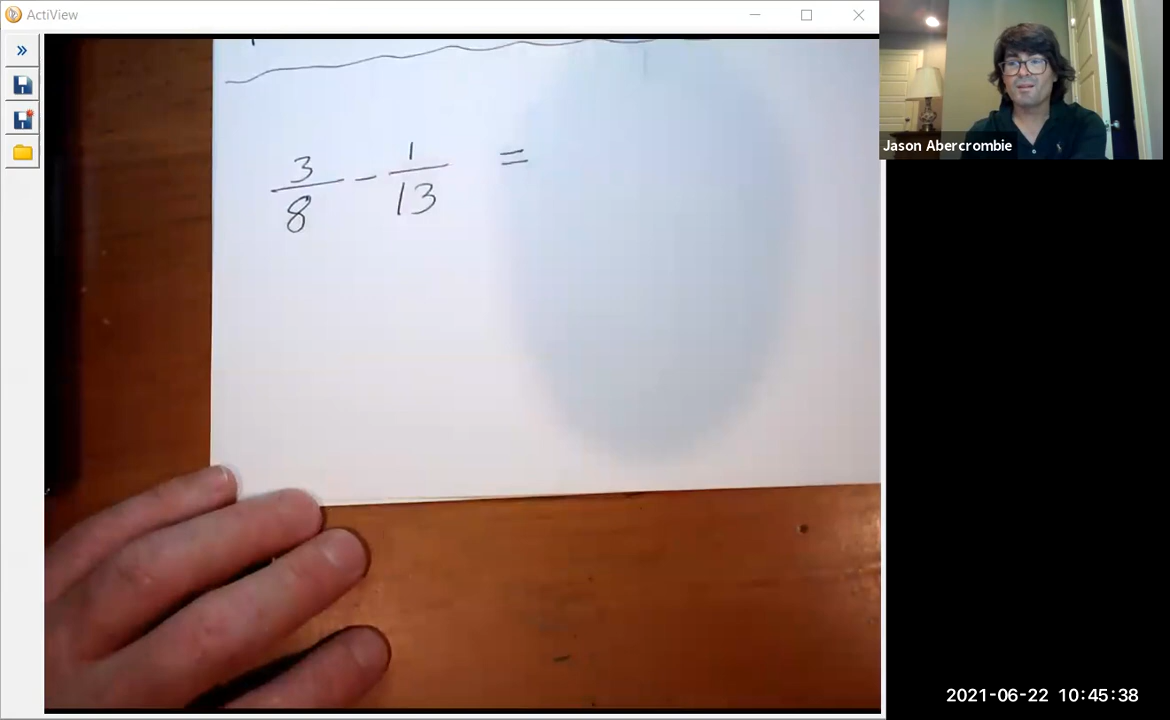 ActiView
Jason Abercrombie
3/8 - 1/13 =
2021-06-22 10:45:38